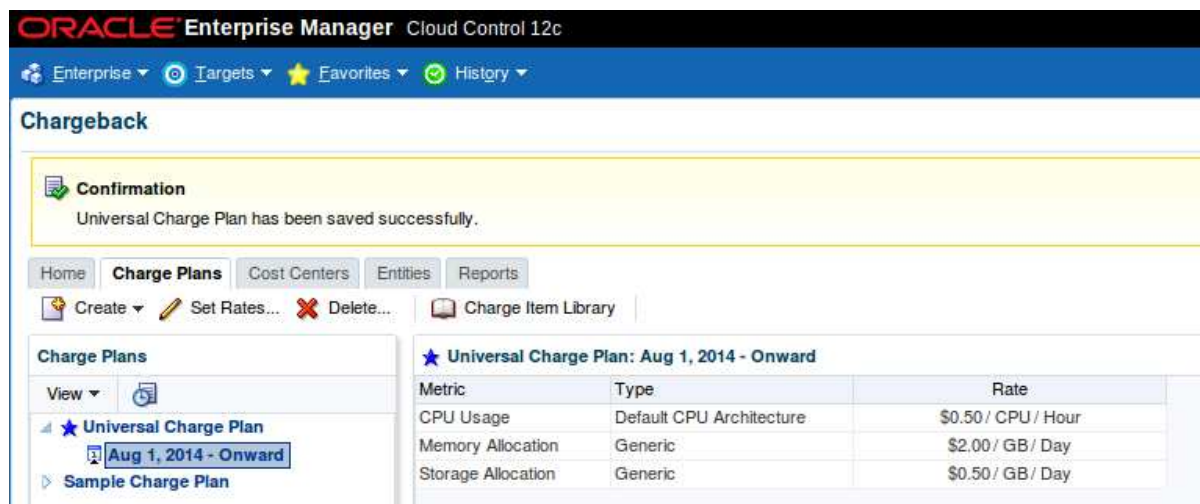 ORACLE Enterprise Manager Cloud Control 12c
Enterprise Targets Favorites History
Chargeback
Confirmation
Universal Charge Plan has been saved successfully.
Home Charge Plans Cost Centers Entities Reports
Create Set Rates... Delete... Charge Item Library
Charge Plans
View
Universal Charge Plan
Aug 1, 2014 - Onward
Sample Charge Plan
Universal Charge Plan: Aug 1, 2014 - Onward
Metric Type Rate
CPU Usage Default CPU Architecture $0.50 / CPU / Hour
Memory Allocation Generic $2.00 / GB / Day
Storage Allocation Generic $0.50 / GB / Day